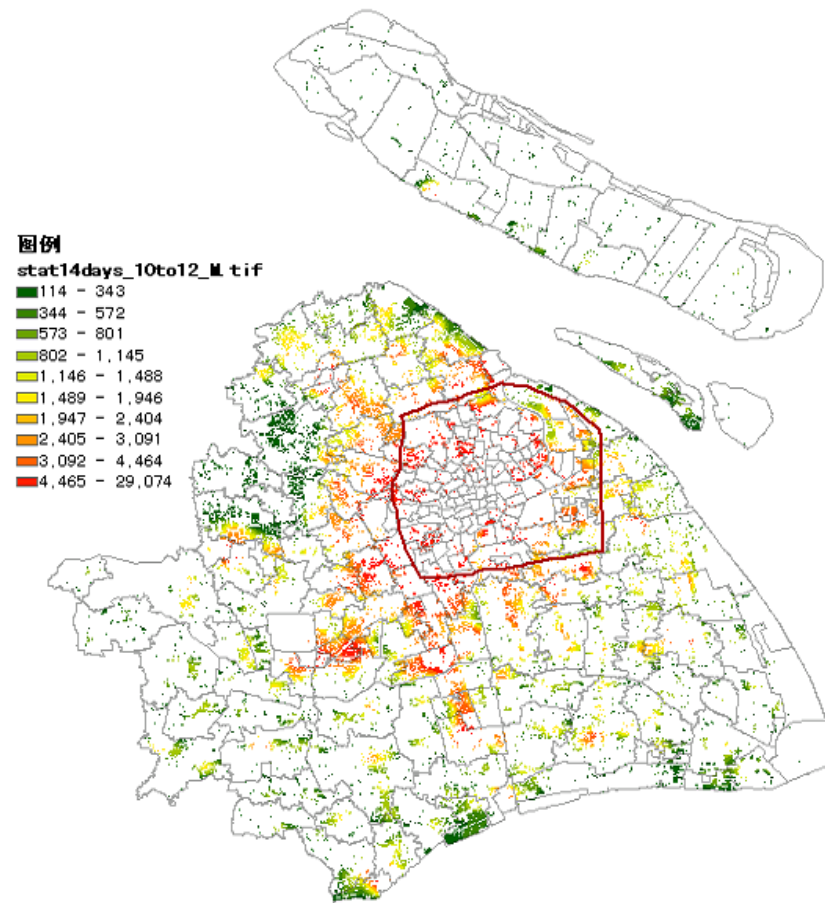 图例
stat14days_10to12_M.tif
114 - 343
344 - 572
573 - 801
802 - 1,145
1,146 - 1,488
1,489 - 1,946
1,947 - 2,404
2,405 - 3,091
3,092 - 4,464
4,465 - 29,074